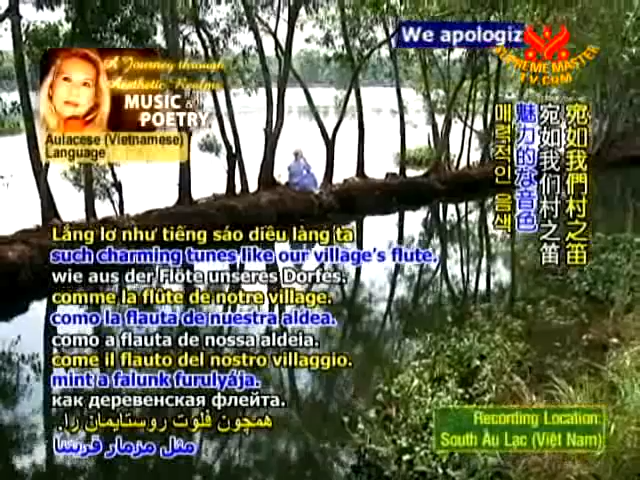 We apologiz
SUPREME MASTER
TV.COM
A Journey through
Aesthetic Realms
MUSIC &
POETRY
Aulacese (Vietnamese)
Language
宛如我們村之笛
宛如我们村之笛
魅力的な音色
매력적인 음색
Lẳng lơ như tiếng sáo diều làng ta
such charming tunes like our village's flute.
wie aus der Flöte unseres Dorfes.
comme la flûte de notre village.
como la flauta de nuestra aldea.
como a flauta de nossa aldeia.
come il flauto del nostro villaggio.
mint a falunk furulyája.
как деревенская флейта.
همچون فلوت روستایمان را.
مثل مزمار قريتنا
Recording Location:
South Âu Lạc (Việt Nam)